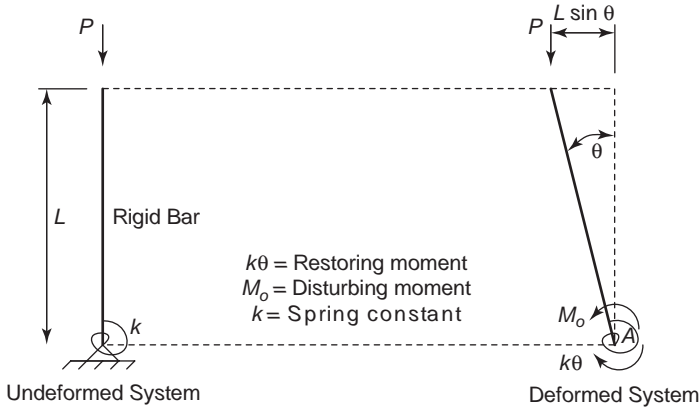 P
P
L sin θ
θ
L
Rigid Bar
kθ = Restoring moment
Mₒ = Disturbing moment
k = Spring constant
k
Mₒ
A
kθ
Undeformed System
Deformed System